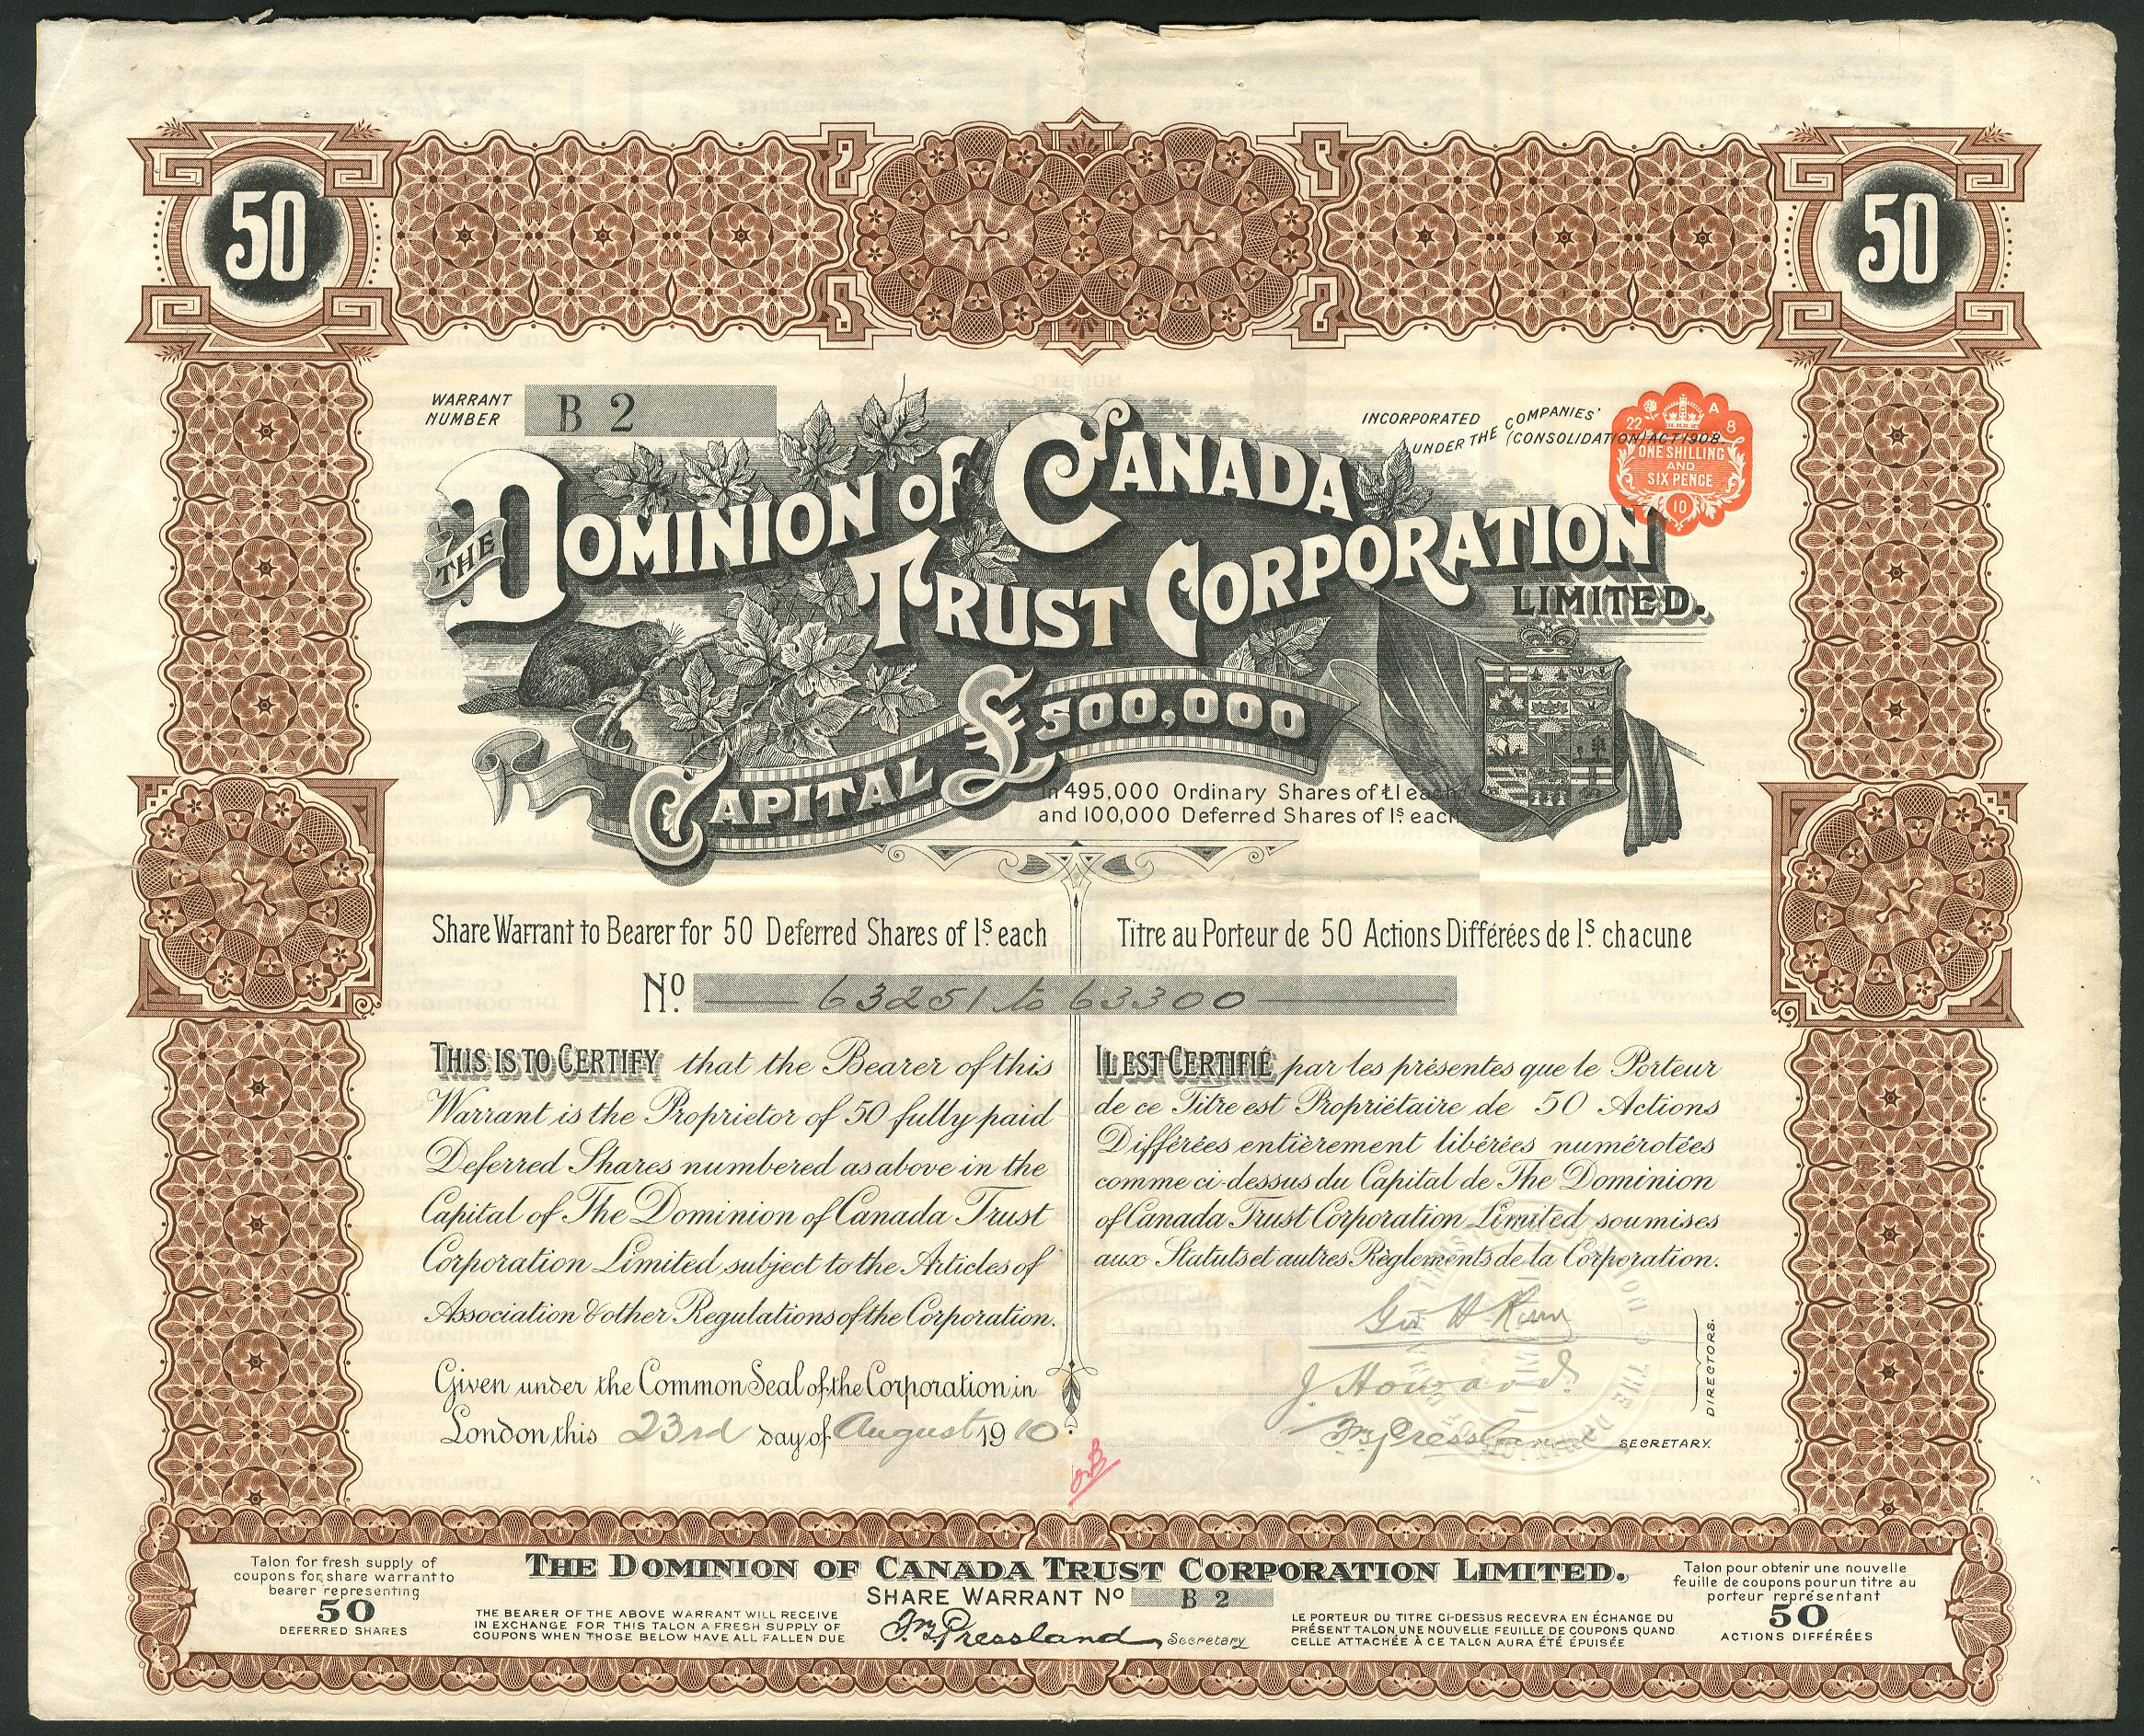 50
50
WARRANT
NUMBER
B 2
INCORPORATED
UNDER THE COMPANIES'
(CONSOLIDATION) ACT 1908.
22 A 8
ONE SHILLING
AND
SIX PENCE
10
THE DOMINION OF CANADA
TRUST CORPORATION
LIMITED.
CAPITAL £500,000
In 495,000 Ordinary Shares of £1 each
and 100,000 Deferred Shares of 1s. each
Share Warrant to Bearer for 50 Deferred Shares of 1s. each
Titre au Porteur de 50 Actions Différées de 1s. chacune
No. 63251 to 63300
THIS IS TO CERTIFY that the Bearer of this
Warrant is the Proprietor of 50 fully paid
Deferred Shares numbered as above in the
Capital of The Dominion of Canada Trust
Corporation Limited subject to the Articles of
Association & other Regulations of the Corporation.
Given under the Common Seal of the Corporation in
London this 23rd day of August 1910.
IL EST CERTIFIÉ par les présentes que le Porteur
de ce Titre est Propriétaire de 50 Actions
Différées entièrement libérées numérotées
comme ci-dessus du Capital de The Dominion
of Canada Trust Corporation Limited soumises
aux Statuts et autres Règlements de la Corporation.
J. Howard
DIRECTORS.
SECRETARY.
Talon for fresh supply of
coupons for share warrant to
bearer representing
50
DEFERRED SHARES
THE DOMINION OF CANADA TRUST CORPORATION LIMITED.
SHARE WARRANT No B 2
THE BEARER OF THE ABOVE WARRANT WILL RECEIVE
IN EXCHANGE FOR THIS TALON A FRESH SUPPLY OF
COUPONS WHEN THOSE BELOW HAVE ALL FALLEN DUE
Pressland Secretary
LE PORTEUR DU TITRE CI-DESSUS RECEVRA EN ÉCHANGE DU
PRÉSENT TALON UNE NOUVELLE FEUILLE DE COUPONS QUAND
CELLE ATTACHÉE À CE TALON AURA ÉTÉ ÉPUISÉE
Talon pour obtenir une nouvelle
feuille de coupons pour un titre au
porteur représentant
50
ACTIONS DIFFÉRÉES